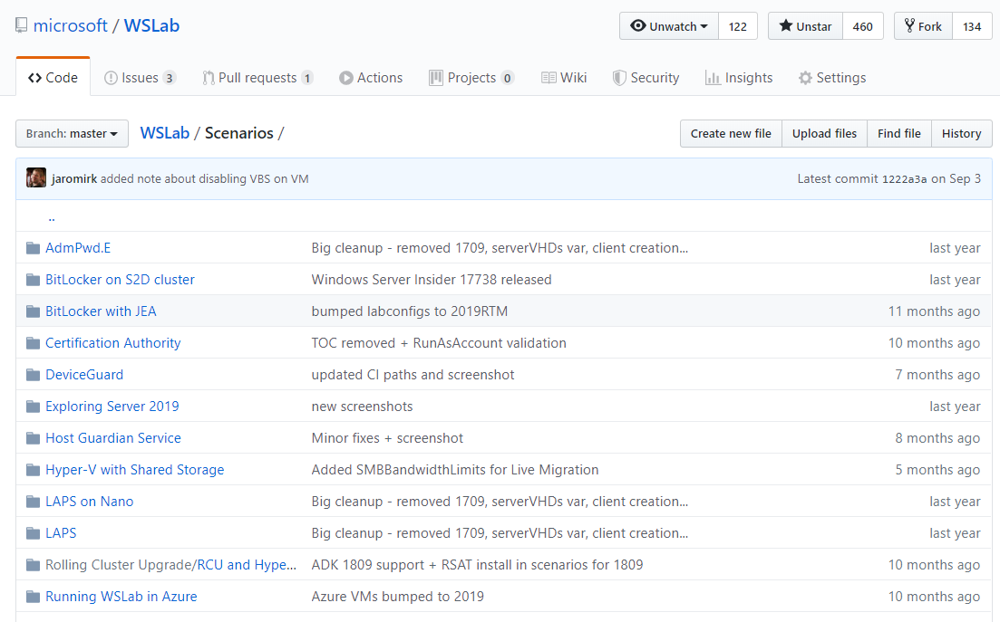 microsoft / WSLab
Unwatch 122 Unstar 460 Fork 134
Code Issues 3 Pull requests 1 Actions Projects 0 Wiki Security Insights Settings
Branch: master WSLab / Scenarios / Create new file Upload files Find file History
jaromirk added note about disabling VBS on VM Latest commit 1222a3a on Sep 3
..
AdmPwd.E Big cleanup - removed 1709, serverVHDs var, client creation... last year
BitLocker on S2D cluster Windows Server Insider 17738 released last year
BitLocker with JEA bumped labconfigs to 2019RTM 11 months ago
Certification Authority TOC removed + RunAsAccount validation 10 months ago
DeviceGuard updated CI paths and screenshot 7 months ago
Exploring Server 2019 new screenshots last year
Host Guardian Service Minor fixes + screenshot 8 months ago
Hyper-V with Shared Storage Added SMBBandwidthLimits for Live Migration 5 months ago
LAPS on Nano Big cleanup - removed 1709, serverVHDs var, client creation... last year
LAPS Big cleanup - removed 1709, serverVHDs var, client creation... last year
Rolling Cluster Upgrade/RCU and Hype... ADK 1809 support + RSAT install in scenarios for 1809 10 months ago
Running WSLab in Azure Azure VMs bumped to 2019 10 months ago